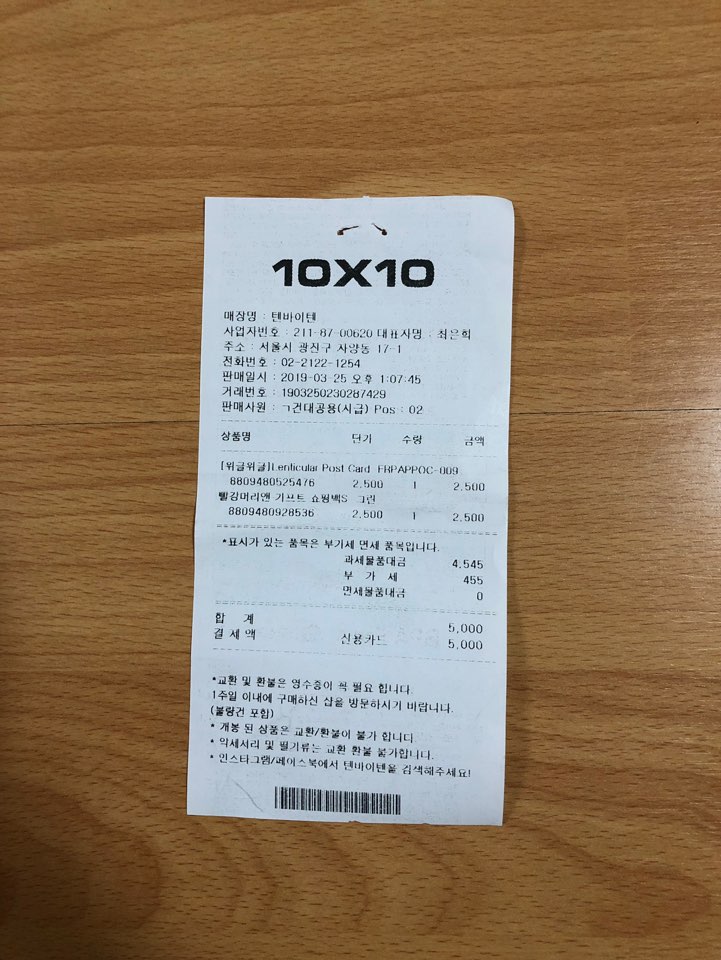 10X10
매장명 : 텐바이텐
사업자번호 : 211-87-00620 대표자명 : 최은희
주소 : 서울시 광진구 자양동 17-1
전화번호 : 02-2122-1254
판매일시 : 2019-03-25 오후 1:07:45
거래번호 : 1903250230287429
판매사원 : ㄱ건대공용(시급) Pos : 02
상품명 단가 수량 금액
[위글위글]Lenticular Post Card FRPAPPOC-009
8809480525476 2,500 1 2,500
빨강머리앤 기프트 쇼핑백S 그린
8809480928536 2,500 1 2,500
*표시가 있는 품목은 부가세 면세 품목입니다.
과세물품대금 4,545
부 가 세 455
면세물품대금 0
합 계 5,000
결제액 신용카드 5,000
*교환 및 환불은 영수증이 꼭 필요 합니다.
1주일 이내에 구매하신 샵을 방문하시기 바랍니다.
(불량건 포함)
* 개봉 된 상품은 교환/환불이 불가 합니다.
* 악세서리 및 필기류는 교환 환불 불가합니다.
* 인스타그램/페이스북에서 텐바이텐을 검색해주세요!